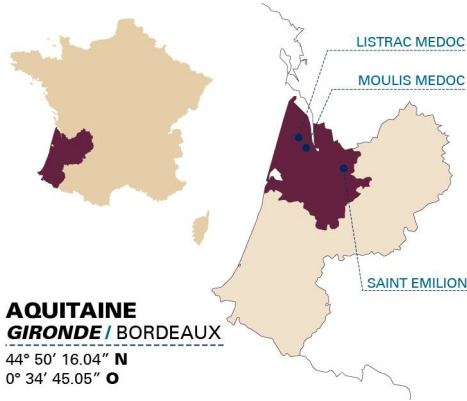 LISTRAC MEDOC
MOULIS MEDOC
SAINT EMILION
AQUITAINE
GIRONDE / BORDEAUX
44° 50’ 16.04” N
0° 34’ 45.05” O